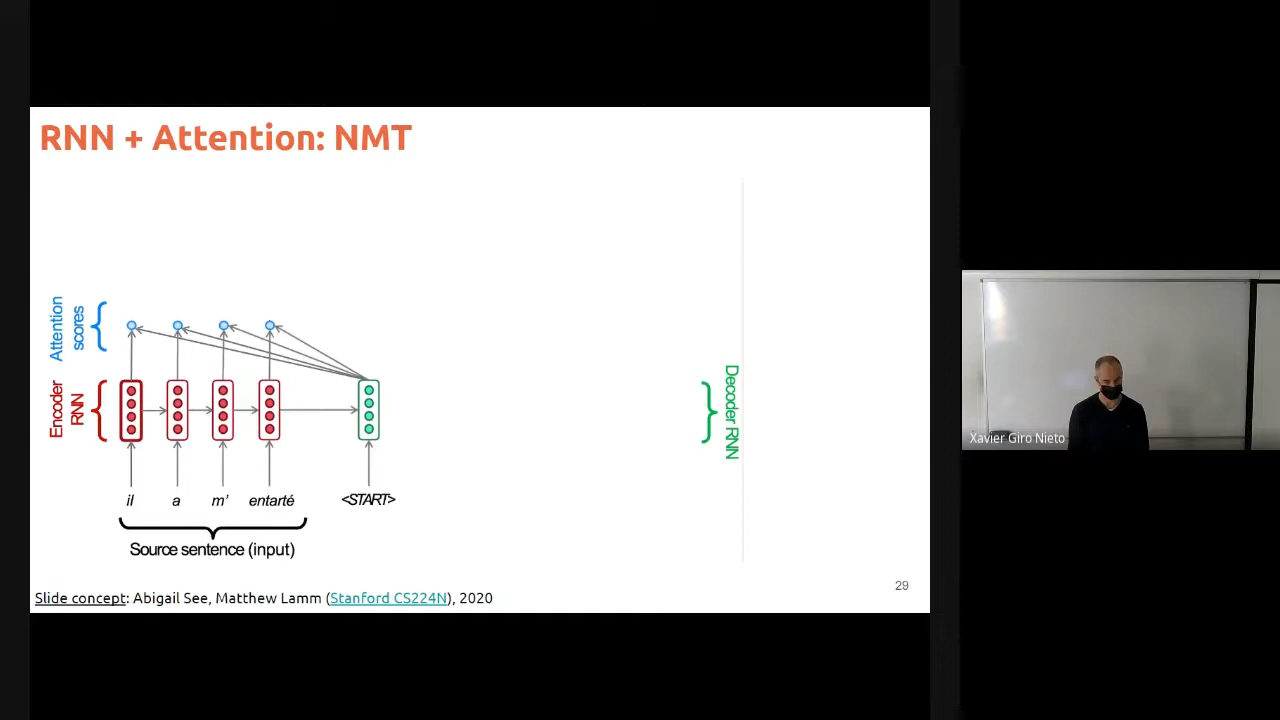 RNN + Attention: NMT
Attention
scores
Encoder
RNN
Decoder RNN
il a m' entarté <START>
Source sentence (input)
29
Slide concept: Abigail See, Matthew Lamm (Stanford CS224N), 2020
Xavier Giro Nieto